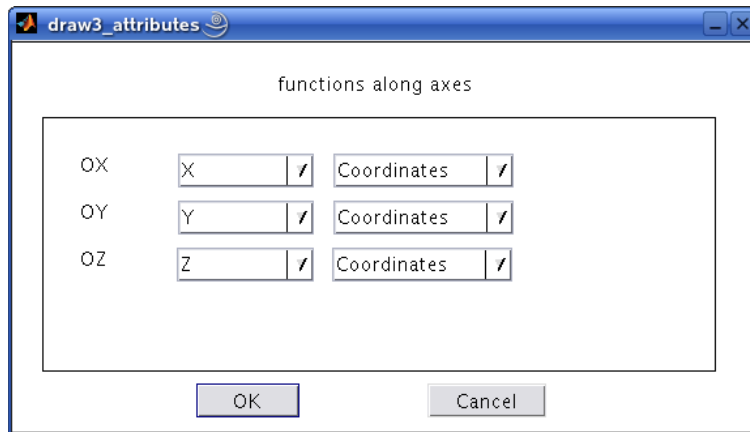 draw3_attributes
functions along axes
OX X Coordinates
OY Y Coordinates
OZ Z Coordinates
OK Cancel